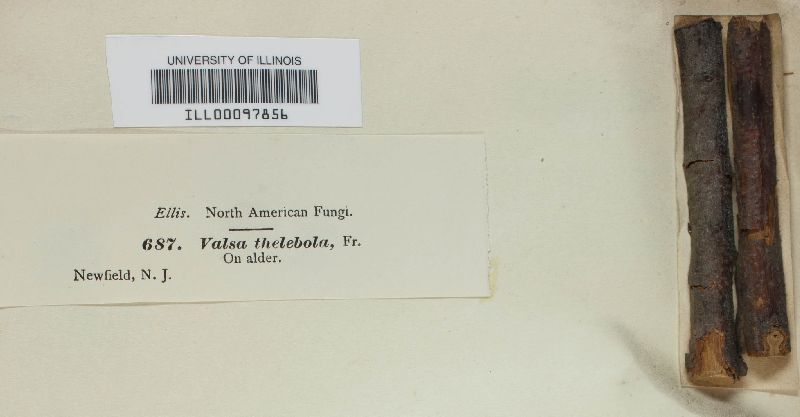 UNIVERSITY OF ILLINOIS
ILL00097856
Ellis. North American Fungi.
687. Valsa thelebola, Fr.
On alder.
Newfield, N. J.